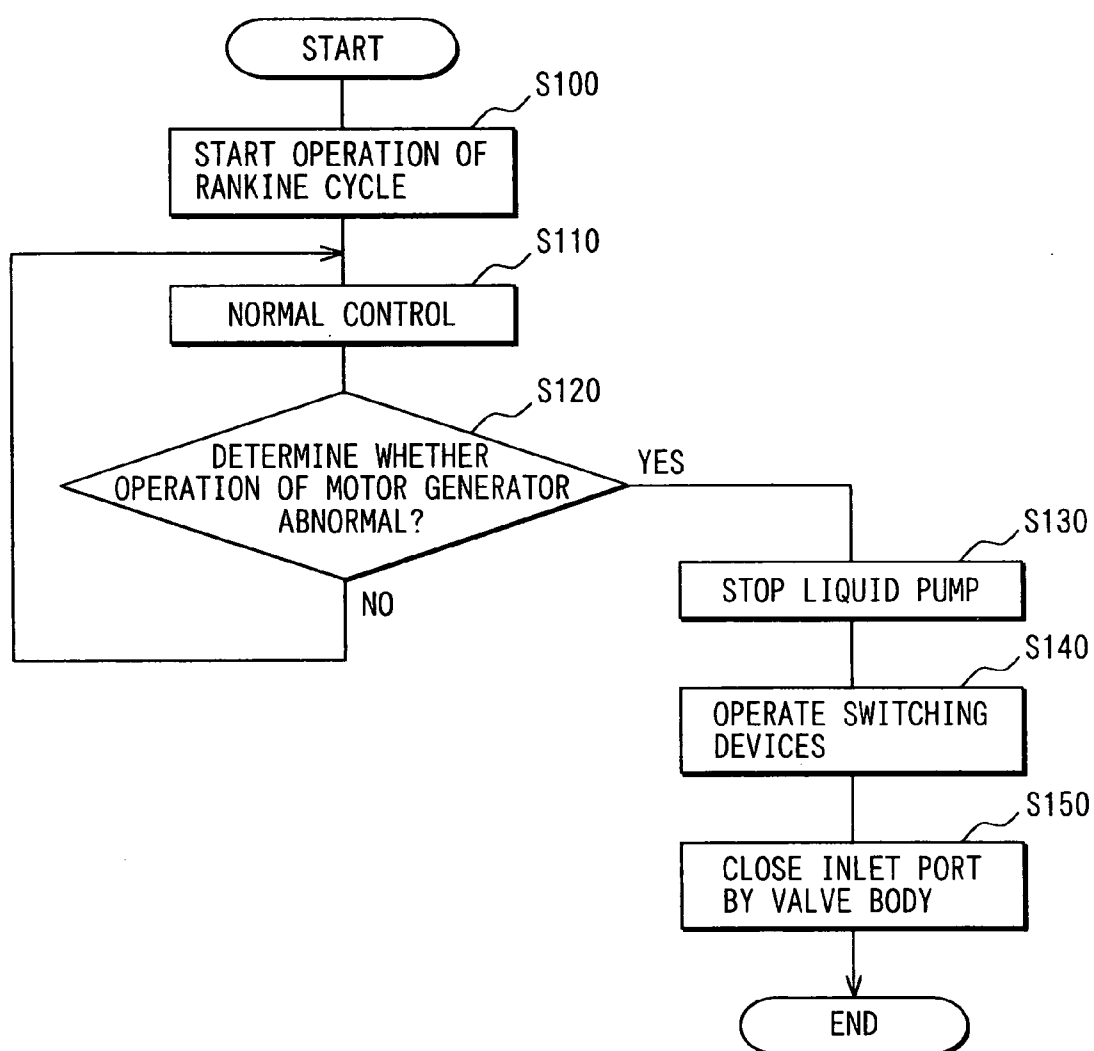 START
S100
START OPERATION OF
RANKINE CYCLE
S110
NORMAL CONTROL
S120
DETERMINE WHETHER
OPERATION OF MOTOR GENERATOR
ABNORMAL?
YES
NO
S130
STOP LIQUID PUMP
S140
OPERATE SWITCHING
DEVICES
S150
CLOSE INLET PORT
BY VALVE BODY
END